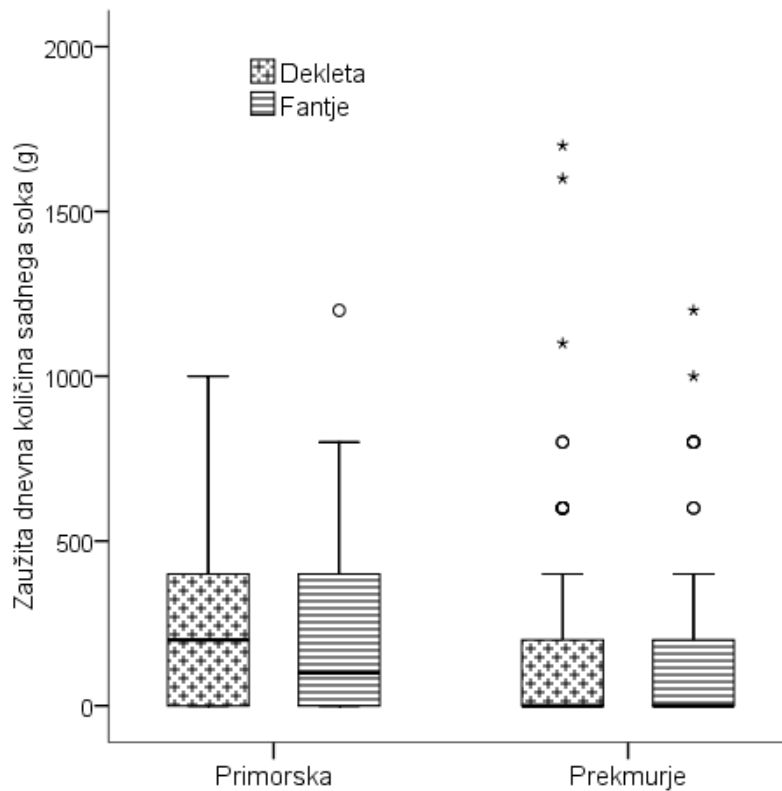 Zaužita dnevna količina sadnega soka (g)
2000
1500
1000
500
0
Dekleta
Fantje
Primorska
Prekmurje